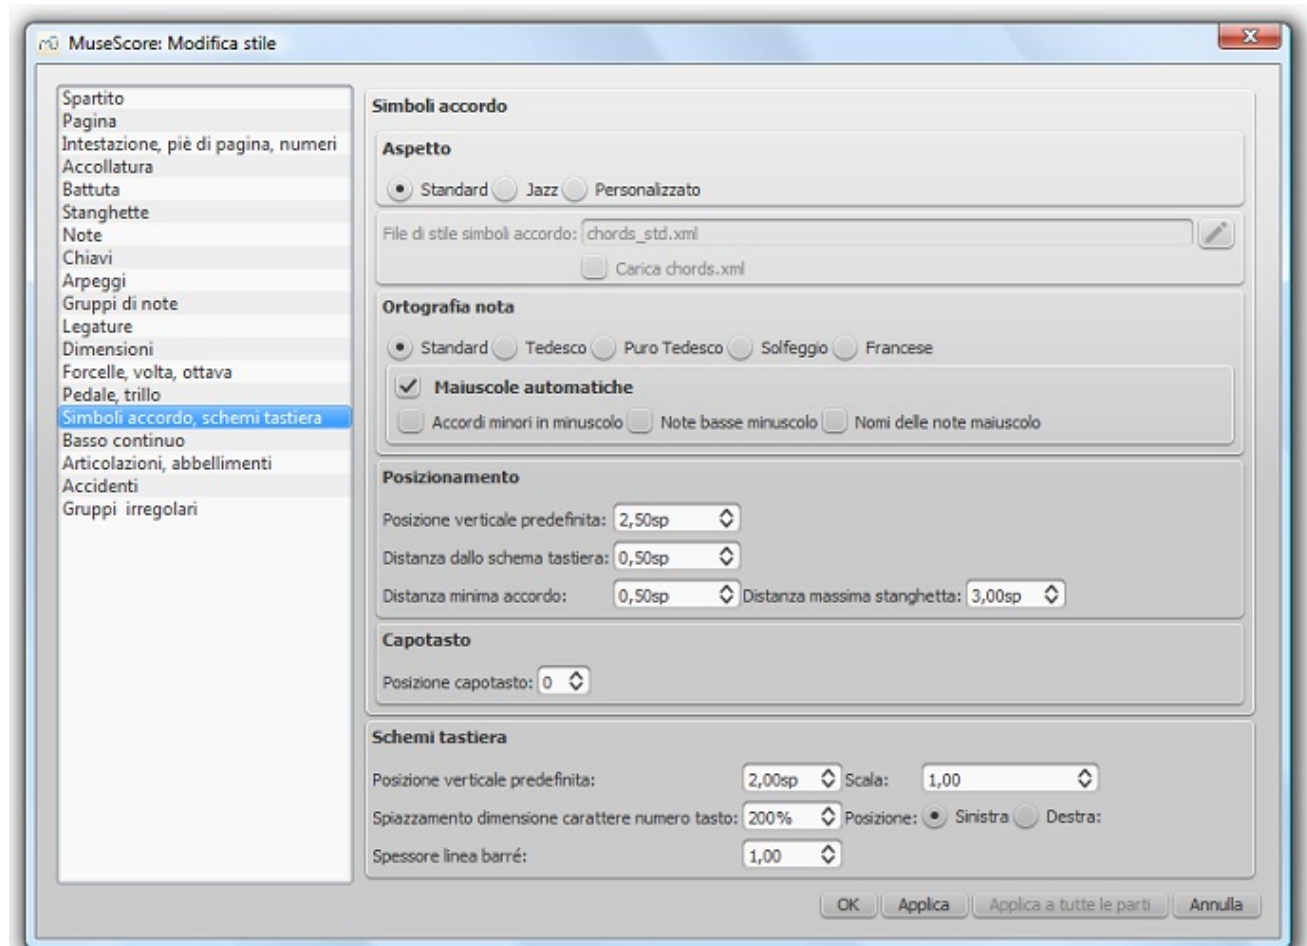 MuseScore: Modifica stile
Spartito
Pagina
Intestazione, piè di pagina, numeri
Accollatura
Battuta
Stanghette
Note
Chiavi
Arpeggi
Gruppi di note
Legature
Dimensioni
Forcelle, volta, ottava
Pedale, trillo
Simboli accordo, schemi tastiera
Basso continuo
Articolazioni, abbellimenti
Accidenti
Gruppi irregolari
Simboli accordo
Aspetto
Standard Jazz Personalizzato
File di stile simboli accordo: chords_std.xml
Carica chords.xml
Ortografia nota
Standard Tedesco Puro Tedesco Solfeggio Francese
Maiuscole automatiche
Accordi minori in minuscolo Note basse minuscolo Nomi delle note maiuscolo
Posizionamento
Posizione verticale predefinita: 2,50sp
Distanza dallo schema tastiera: 0,50sp
Distanza minima accordo: 0,50sp Distanza massima stanghetta: 3,00sp
Capotasto
Posizione capotasto: 0
Schemi tastiera
Posizione verticale predefinita: 2,00sp Scala: 1,00
Spiazzamento dimensione carattere numero tasto: 200% Posizione: Sinistra Destra:
Spessore linea barré: 1,00
OK Applica Applica a tutte le parti Annulla